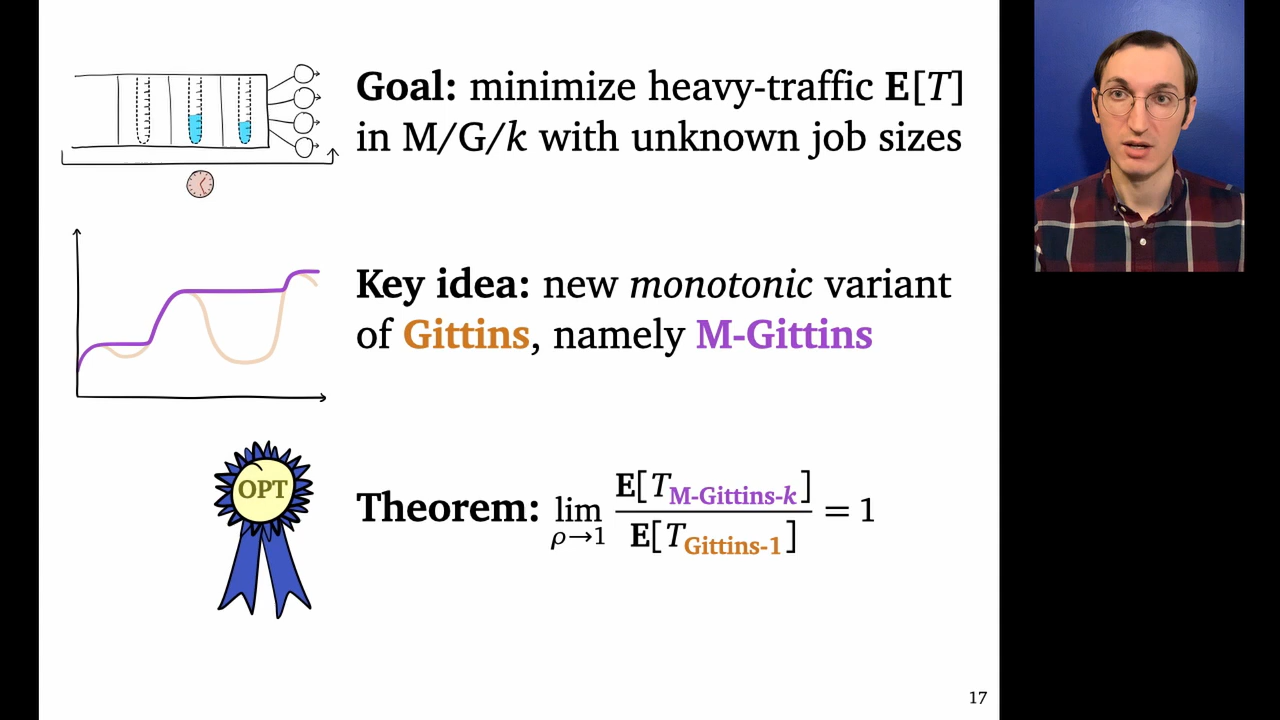 Goal: minimize heavy-traffic E[T]
in M/G/k with unknown job sizes
Key idea: new monotonic variant
of Gittins, namely M-Gittins
OPT
Theorem: lim ρ→1 E[T M-Gittins-k] / E[T Gittins-1] = 1
17